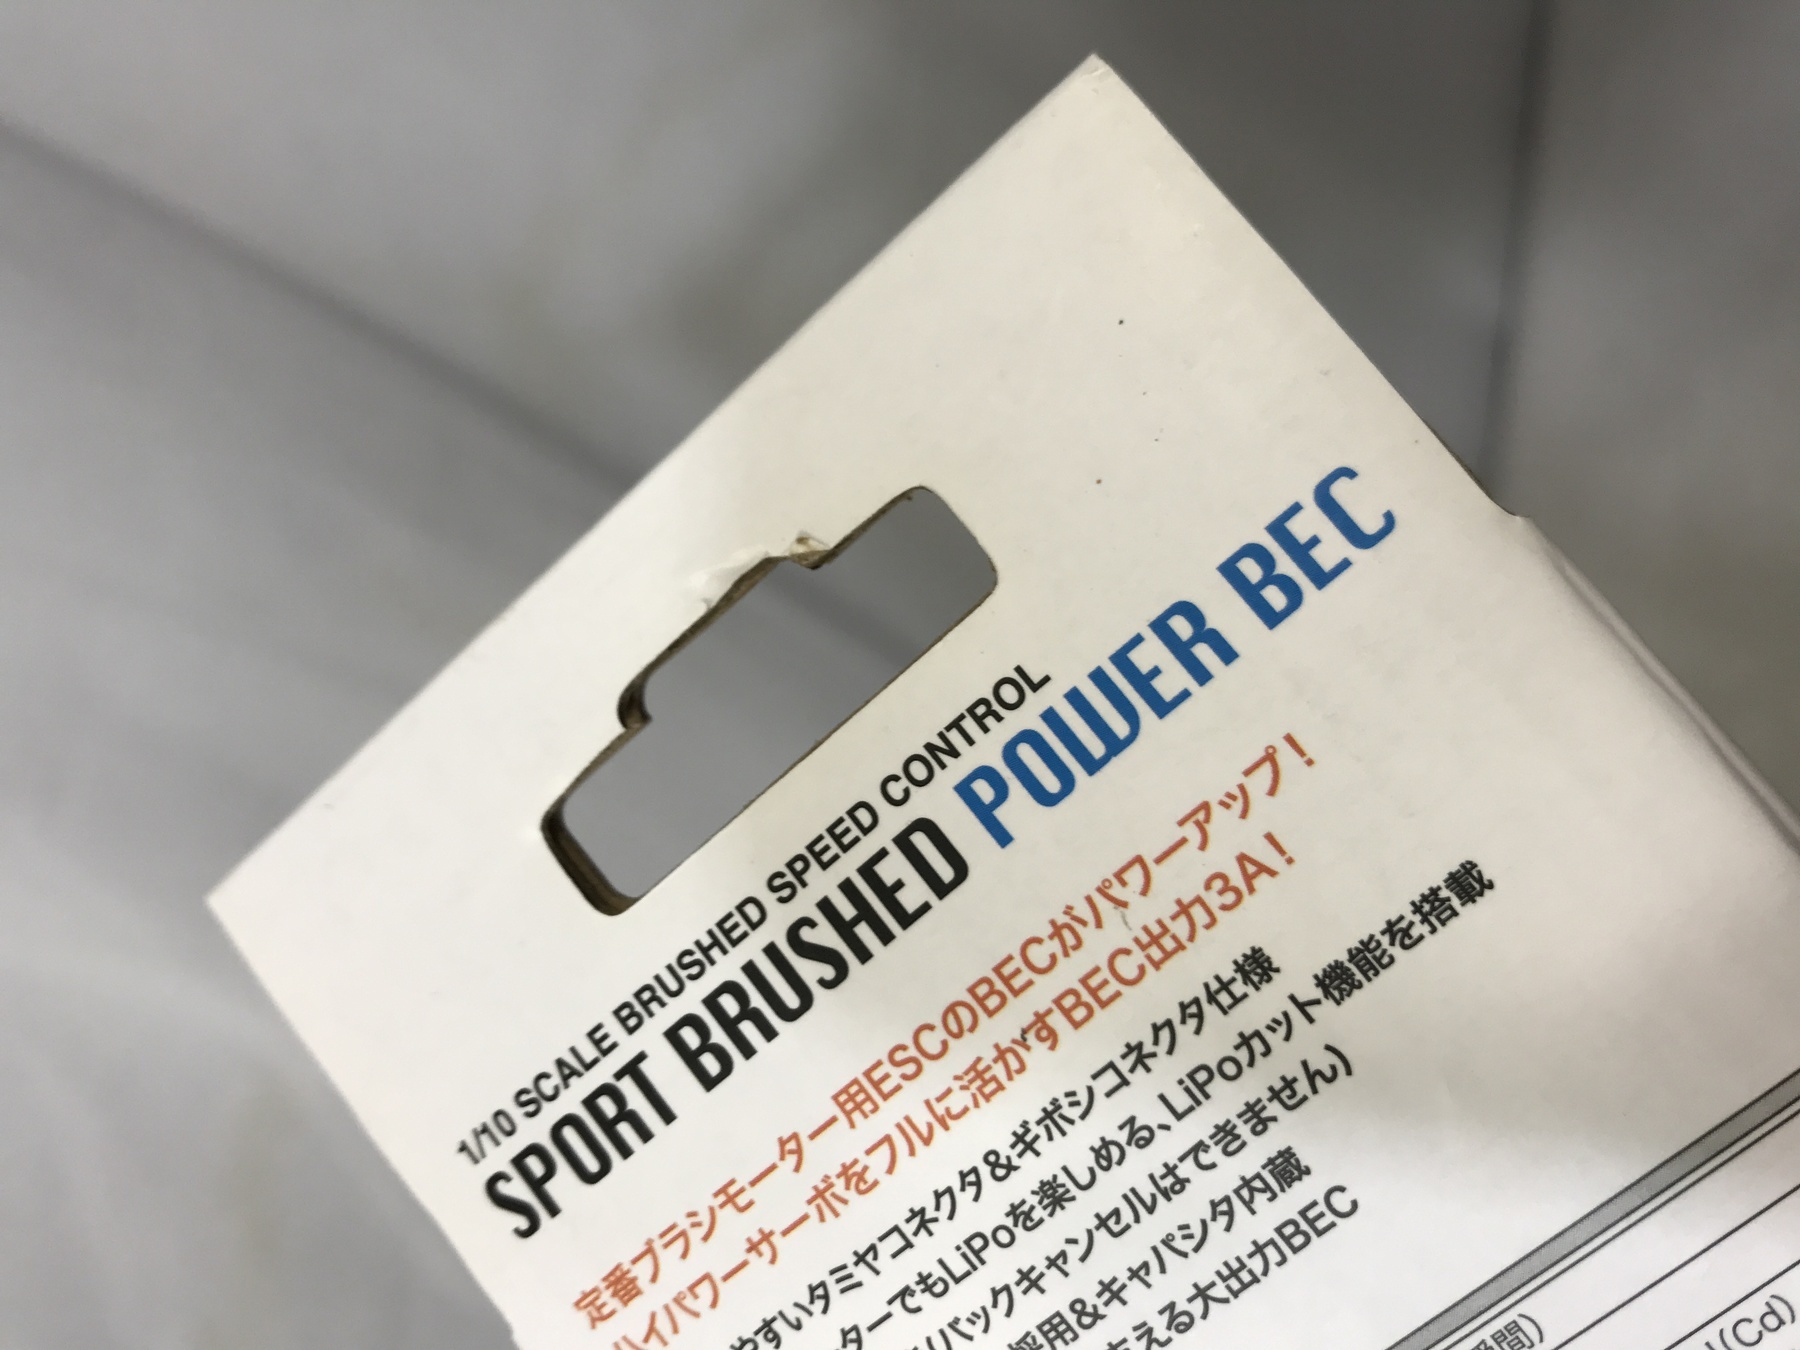 1/10 SCALE BRUSHED SPEED CONTROL
SPORT BRUSHED POWER BEC
定番ブラシモーター用ESCのBECがパワーアップ！
ハイパワーサーボをフルに活かすBEC出力3A！
やすいタミヤコネクタ&ギボシコネクタ仕様
ターでもLiPoを楽しめる、LiPoカット機能を搭載
バックキャンセルはできません)
採用&キャパシタ内蔵
支える大出力BEC
間)
(Cd)